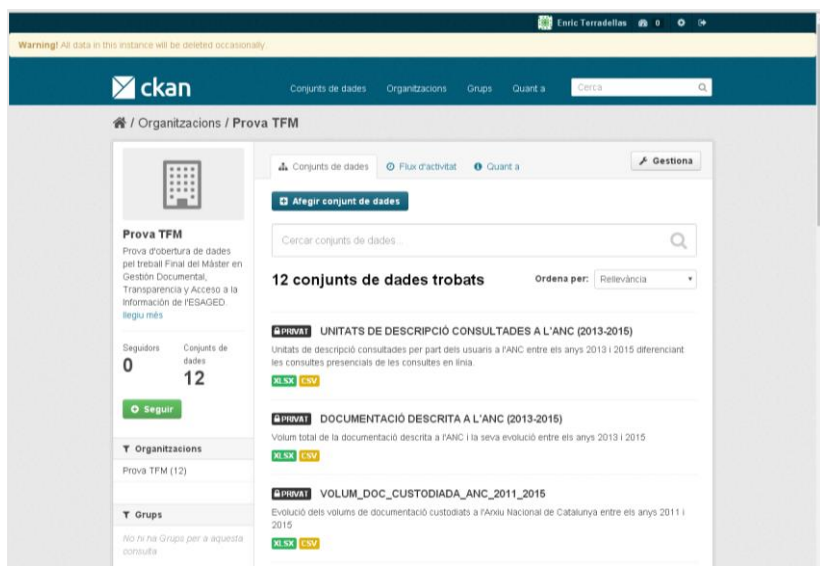 Enric Terradellas 0
Warning! All data in this instance will be deleted occasionally.
ckan
Conjunts de dades Organitzacions Grups Quant a Cerca
/ Organitzacions / Prova TFM
Conjunts de dades Flux d'activitat Quant a Gestiona
Prova TFM
Prova d'obertura de dades
pel treball Final del Màster en
Gestión Documental,
Transparencia y Acceso a la
Información de l'ESAGED.
llegiu més
Seguidors
0
Conjunts de
dades
12
Seguir
Organitzacions
Prova TFM (12)
Grups
No hi ha Grups per a aquesta
consulta
Afegir conjunt de dades
Cercar conjunts de dades...
12 conjunts de dades trobats Ordena per: Rellevància
PRIVAT UNITATS DE DESCRIPCIÓ CONSULTADES A L'ANC (2013-2015)
Unitats de descripció consultades per part dels usuaris a l'ANC entre els anys 2013 i 2015 diferenciant
les consultes presencials de les consultes en línia.
XLSX CSV
PRIVAT DOCUMENTACIÓ DESCRITA A L'ANC (2013-2015)
Volum total de la documentació descrita a l'ANC i la seva evolució entre els anys 2013 i 2015
XLSX CSV
PRIVAT VOLUM_DOC_CUSTODIADA_ANC_2011_2015
Evolució dels volums de documentació custodiats a l'Arxiu Nacional de Catalunya entre els anys 2011 i
2015
XLSX CSV